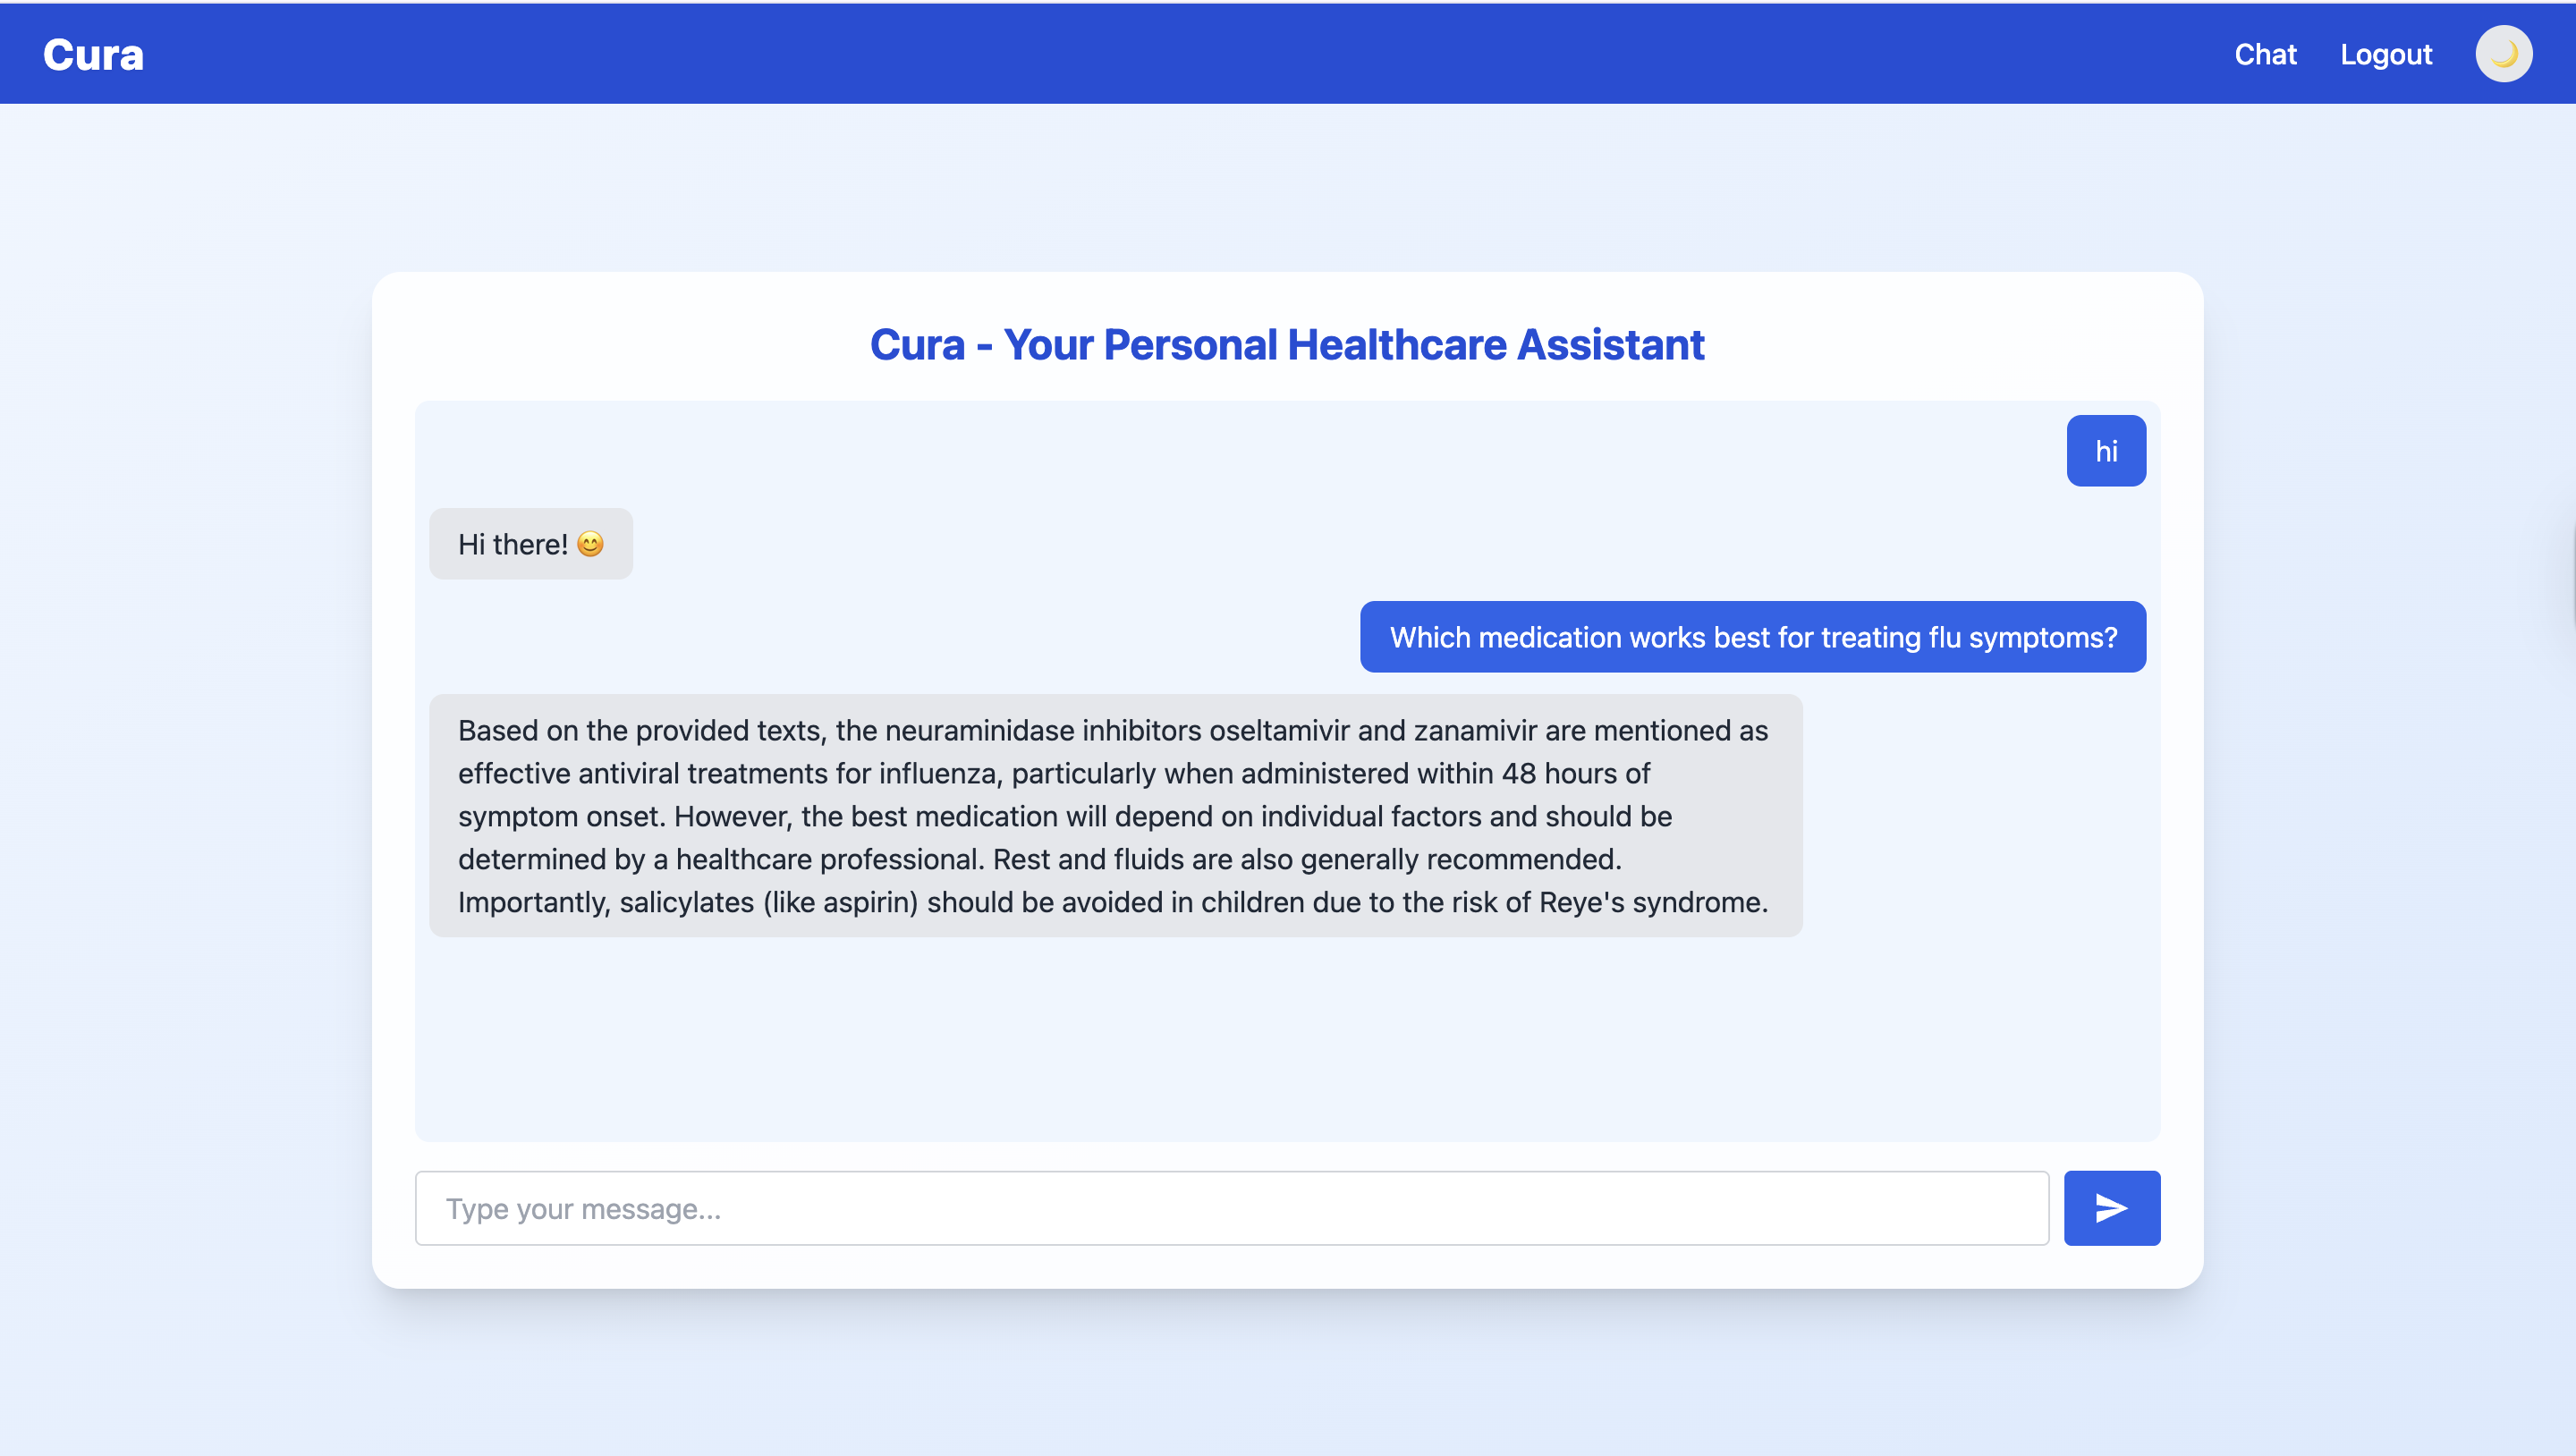 Cura
Chat
Logout
Cura - Your Personal Healthcare Assistant
hi
Hi there! 😊
Which medication works best for treating flu symptoms?
Based on the provided texts, the neuraminidase inhibitors oseltamivir and zanamivir are mentioned as
effective antiviral treatments for influenza, particularly when administered within 48 hours of
symptom onset. However, the best medication will depend on individual factors and should be
determined by a healthcare professional. Rest and fluids are also generally recommended.
Importantly, salicylates (like aspirin) should be avoided in children due to the risk of Reye's syndrome.
Type your message...